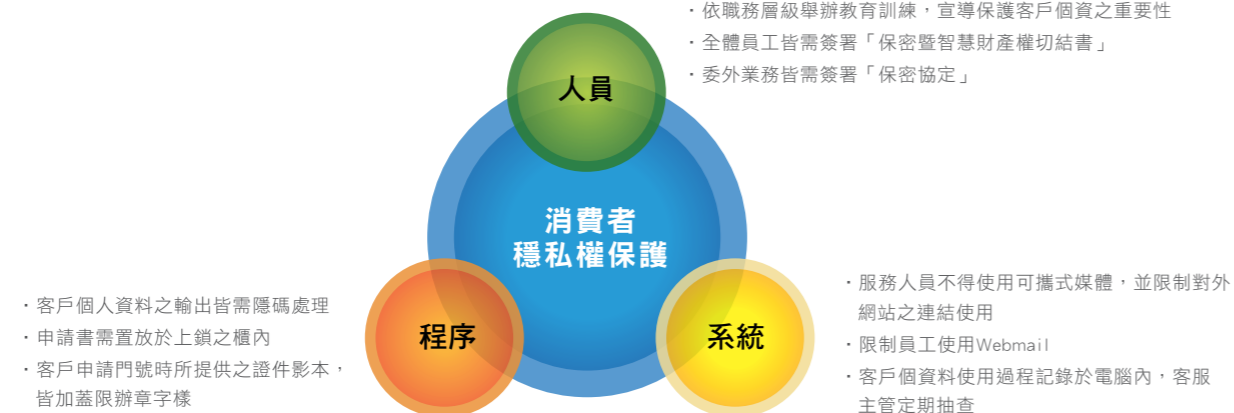 ・依職務層級舉辦教育訓練，宣導保護客戶個資之重要性
・全體員工皆需簽署「保密暨智慧財產權切結書」
・委外業務皆需簽署「保密協定」
人員
消費者
穩私權保護
・客戶個人資料之輸出皆需隱碼處理
・申請書需置放於上鎖之櫃內
・客戶申請門號時所提供之證件影本，
皆加蓋限辦章字樣
程序
系統
・服務人員不得使用可攜式媒體，並限制對外
網站之連結使用
・限制員工使用Webmail
・客戶個資料使用過程記錄於電腦內，客服
主管定期抽查